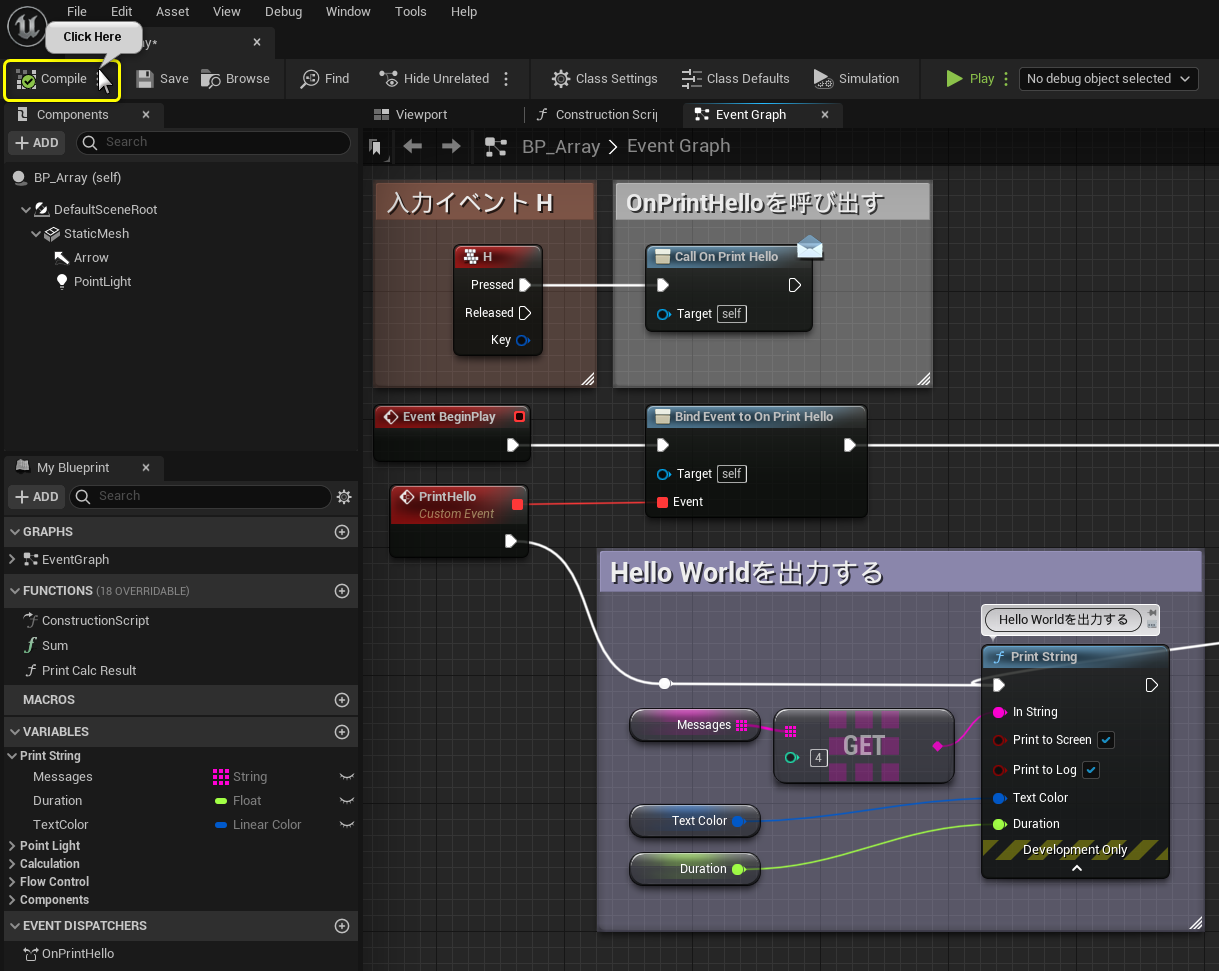 File Edit Asset View Debug Window Tools Help
Click Here
ay*
Compile Save Browse Find Hide Unrelated Class Settings Class Defaults Simulation Play No debug object selected
Components Viewport Construction Scrip Event Graph
ADD Search BP_Array Event Graph
BP_Array (self)
DefaultSceneRoot
StaticMesh
Arrow
PointLight
入力イベント H
H
Pressed
Released
Key
OnPrintHelloを呼び出す
Call On Print Hello
Target self
Event BeginPlay
Bind Event to On Print Hello
Target self
Event
PrintHello
Custom Event
My Blueprint
ADD Search
GRAPHS
EventGraph
FUNCTIONS (18 OVERRIDABLE)
ConstructionScript
Sum
Print Calc Result
MACROS
VARIABLES
Print String
Messages String
Duration Float
TextColor Linear Color
Point Light
Calculation
Flow Control
Components
EVENT DISPATCHERS
OnPrintHello
Hello Worldを出力する
Hello Worldを出力する
Print String
In String
Print to Screen
Print to Log
Text Color
Duration
Development Only
Messages
GET
4
Text Color
Duration